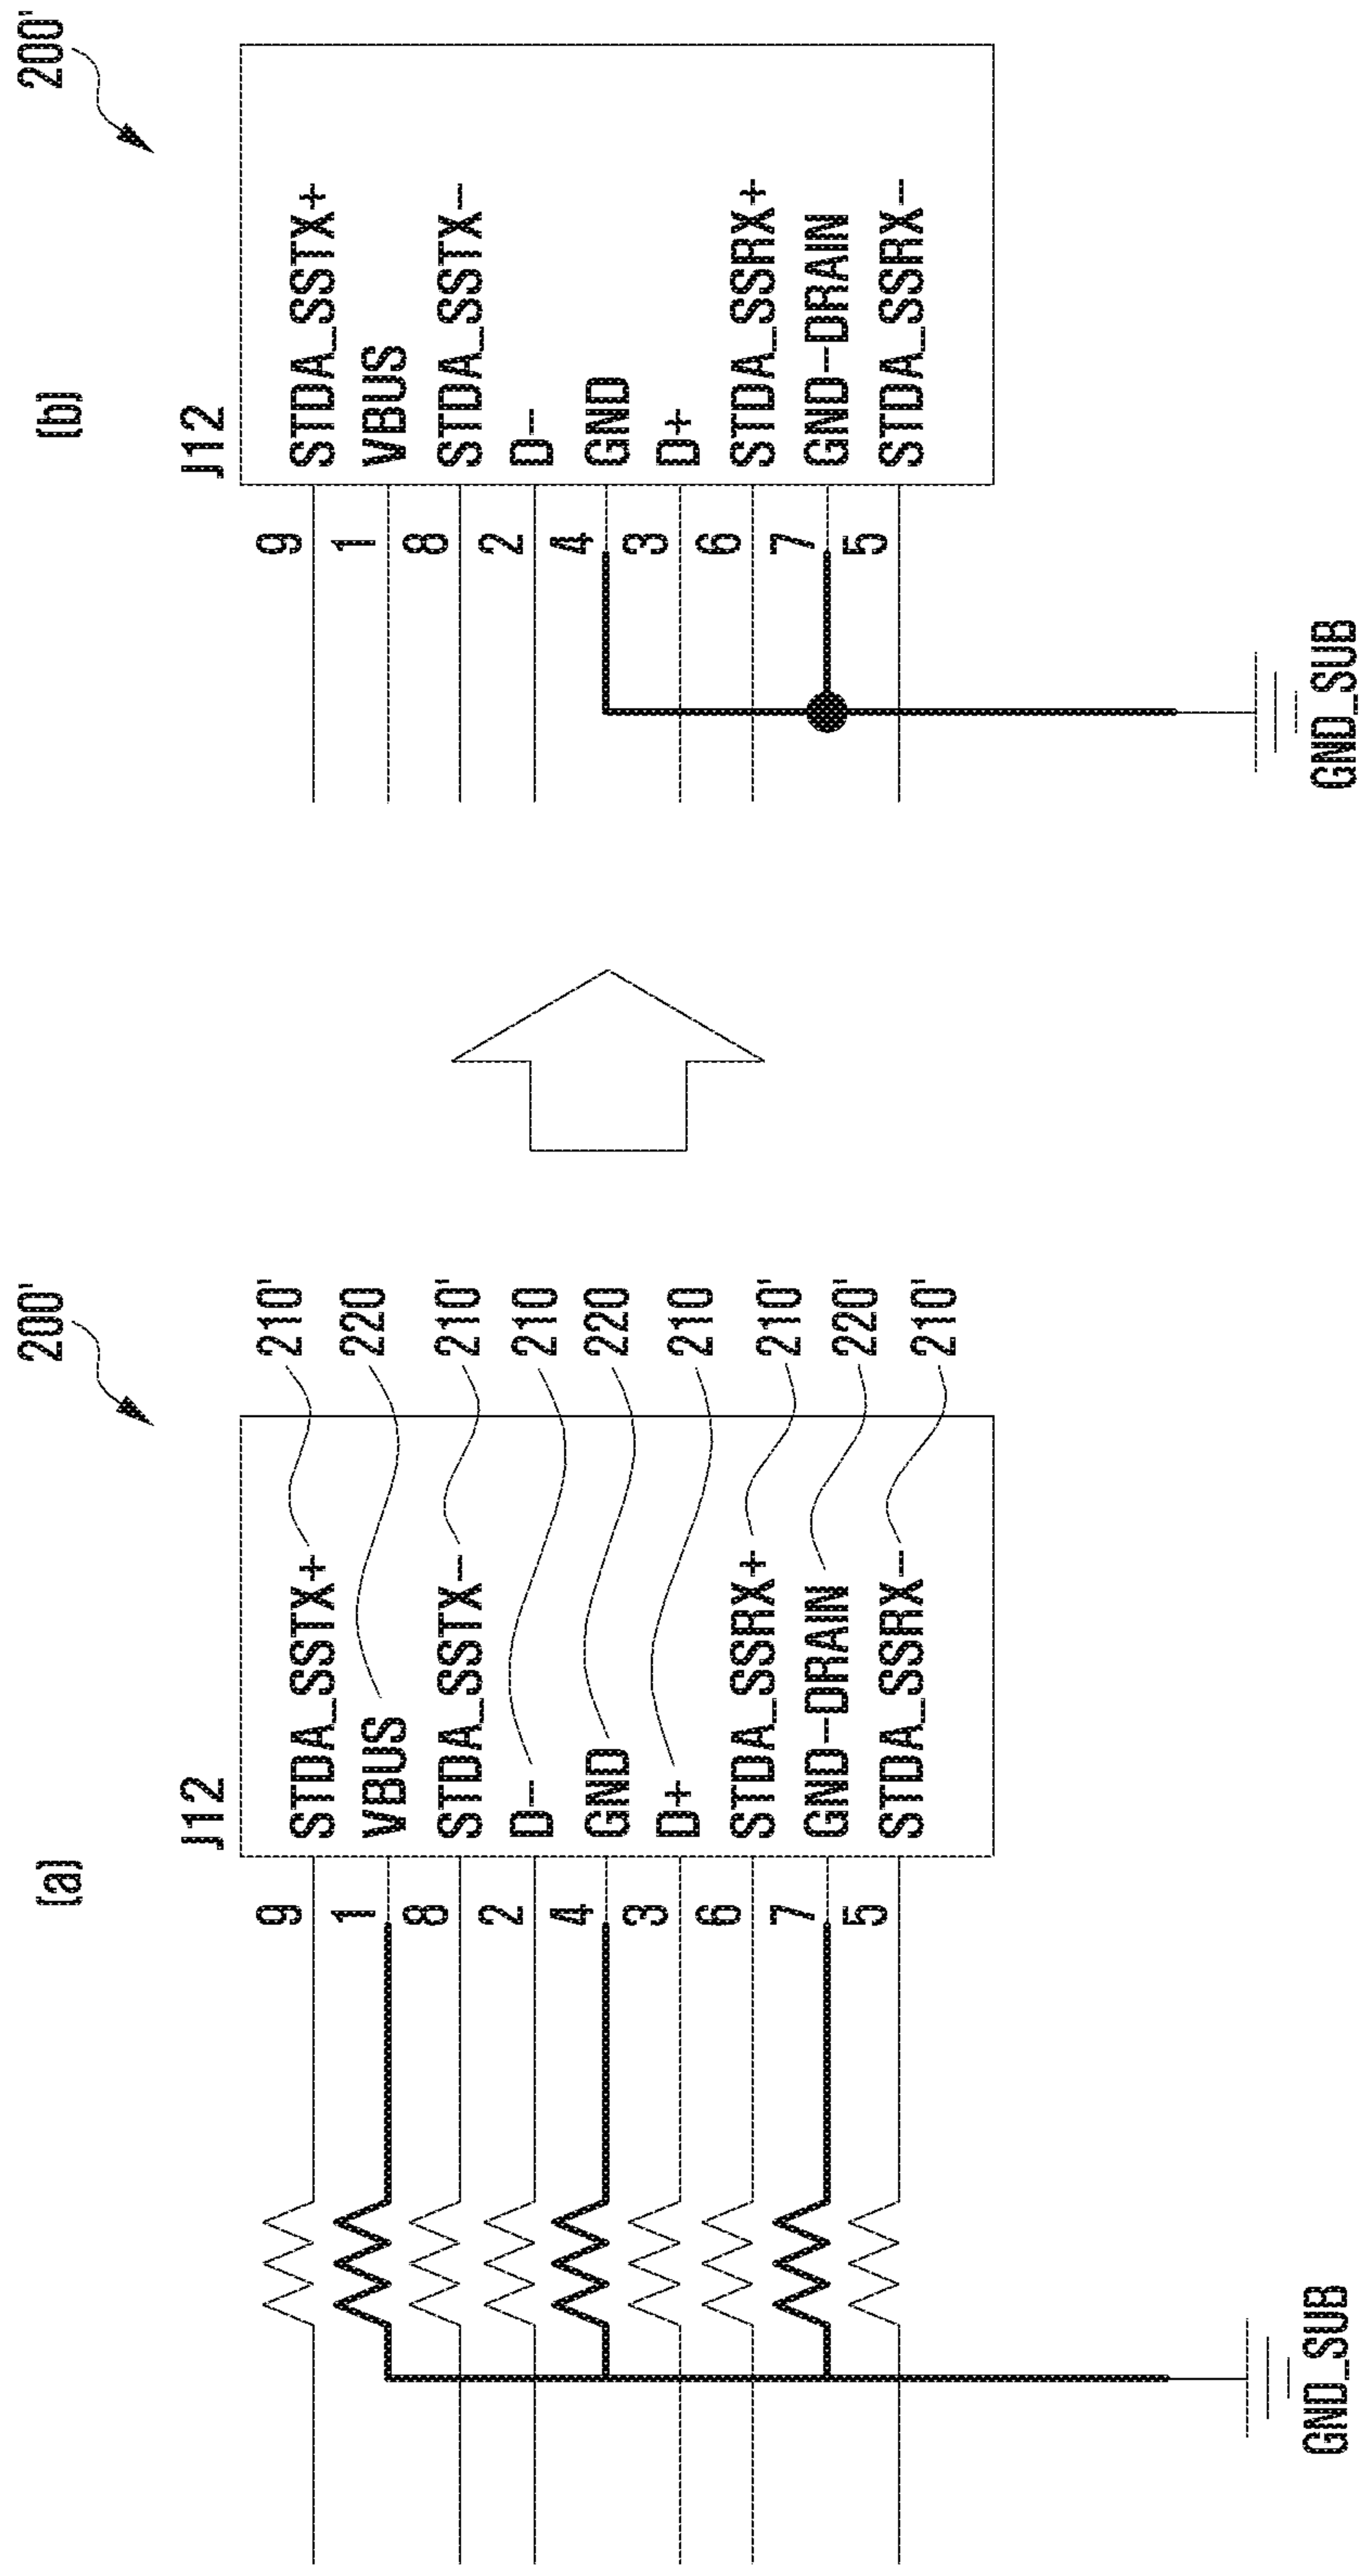 (a)
200'
J12
9 STDA_SSTX+ 210'
1 VBUS 220
8 STDA_SSTX- 210'
2 D- 210
4 GND 220
3 D+ 210
6 STDA_SSRX+ 210'
7 GND-DRAIN 220'
5 STDA_SSRX- 210'
GND_SUB
(b)
200'
J12
9 STDA_SSTX+
1 VBUS
8 STDA_SSTX-
2 D-
4 GND
3 D+
6 STDA_SSRX+
7 GND-DRAIN
5 STDA_SSRX-
GND_SUB